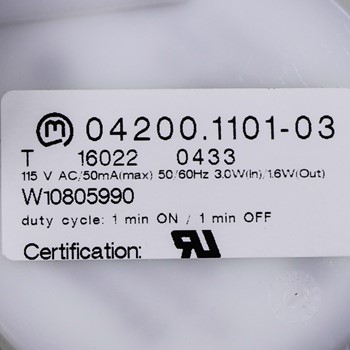 m 04200.1101-03
T 16022 0433
115 V AC/50mA(max) 50/60Hz 3.0W(In)/1.6W(Out)
W10805990
duty cycle: 1 min ON / 1 min OFF
Certification: RU